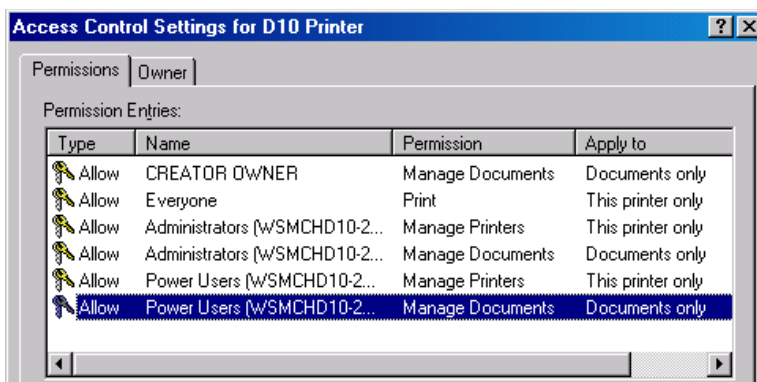 Access Control Settings for D10 Printer ? X
Permissions Owner
Permission Entries:
Type Name Permission Apply to
Allow CREATOR OWNER Manage Documents Documents only
Allow Everyone Print This printer only
Allow Administrators (WSMCHD10-2... Manage Printers This printer only
Allow Administrators (WSMCHD10-2... Manage Documents Documents only
Allow Power Users (WSMCHD10-2... Manage Printers This printer only
Allow Power Users (WSMCHD10-2... Manage Documents Documents only